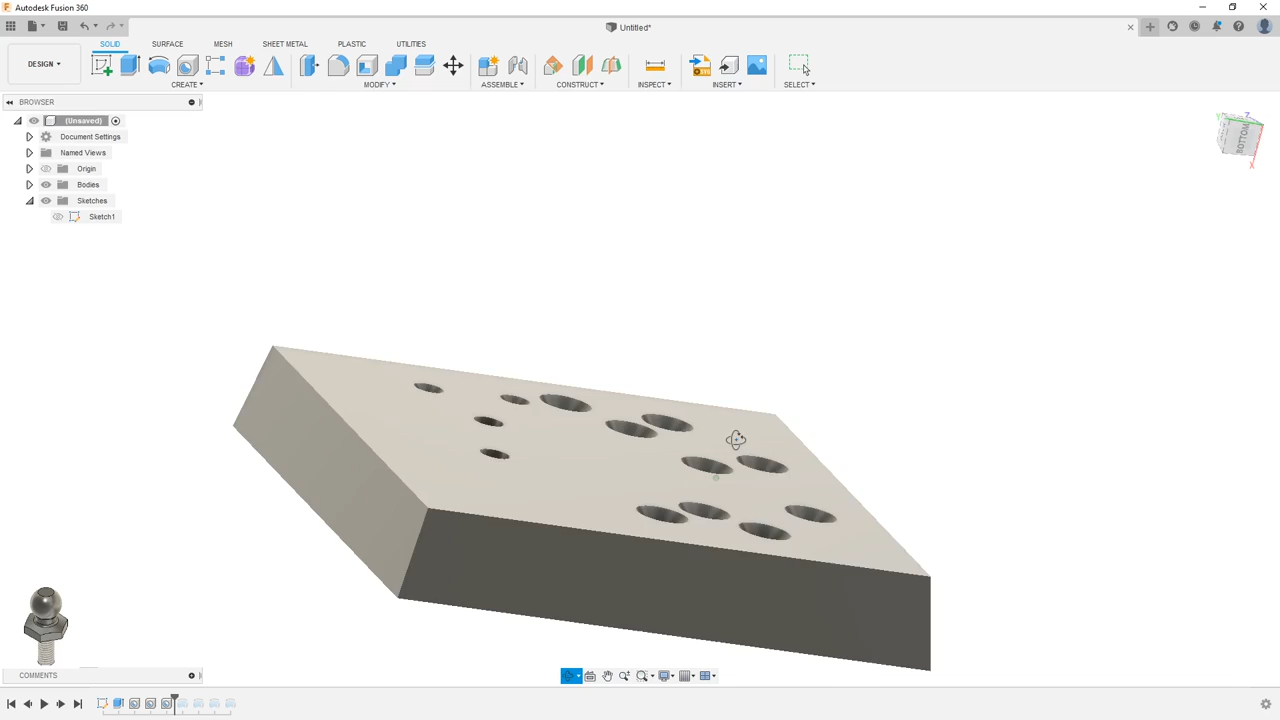 Autodesk Fusion 360
Untitled*
DESIGN
SOLID SURFACE MESH SHEET METAL PLASTIC UTILITIES
CREATE MODIFY ASSEMBLE CONSTRUCT INSPECT INSERT SELECT
BROWSER
(Unsaved)
Document Settings
Named Views
Origin
Bodies
Sketches
Sketch1
BOTTOM
Y
Z
X
COMMENTS